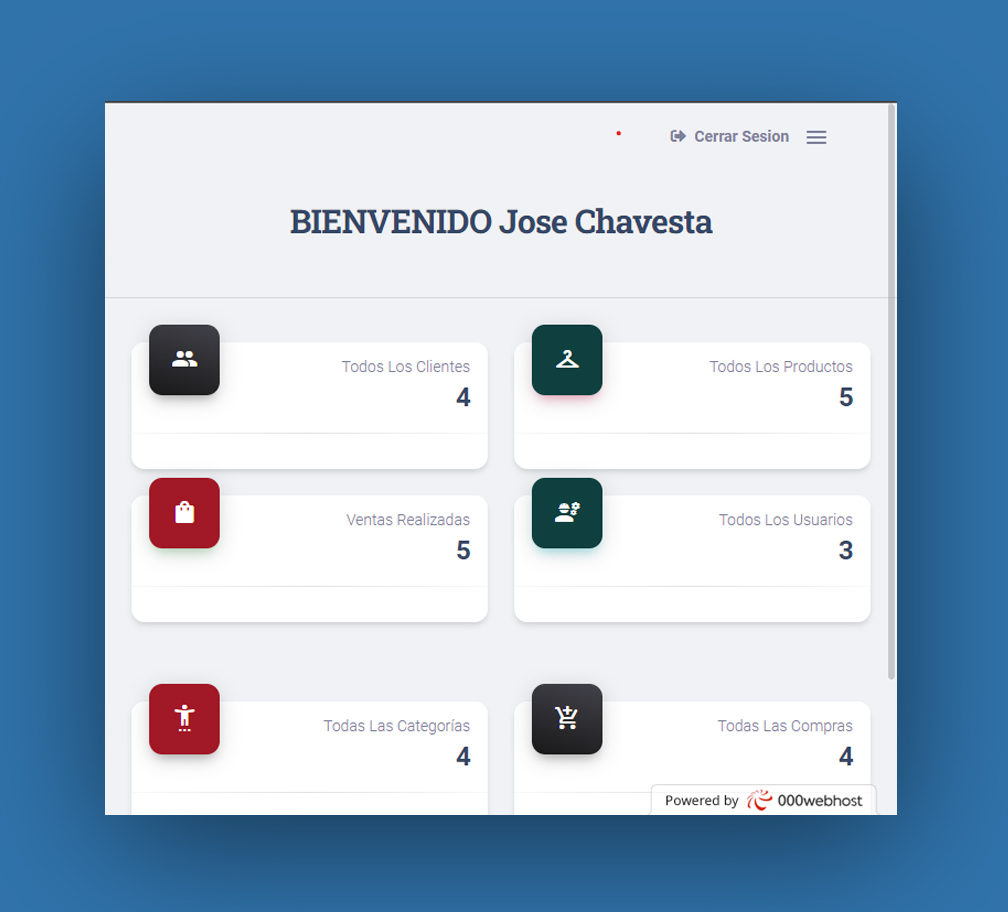 Cerrar Sesion
BIENVENIDO Jose Chavesta
Todos Los Clientes
4
Todos Los Productos
5
Ventas Realizadas
5
Todos Los Usuarios
3
Todas Las Categorías
4
Todas Las Compras
4
Powered by 000webhost